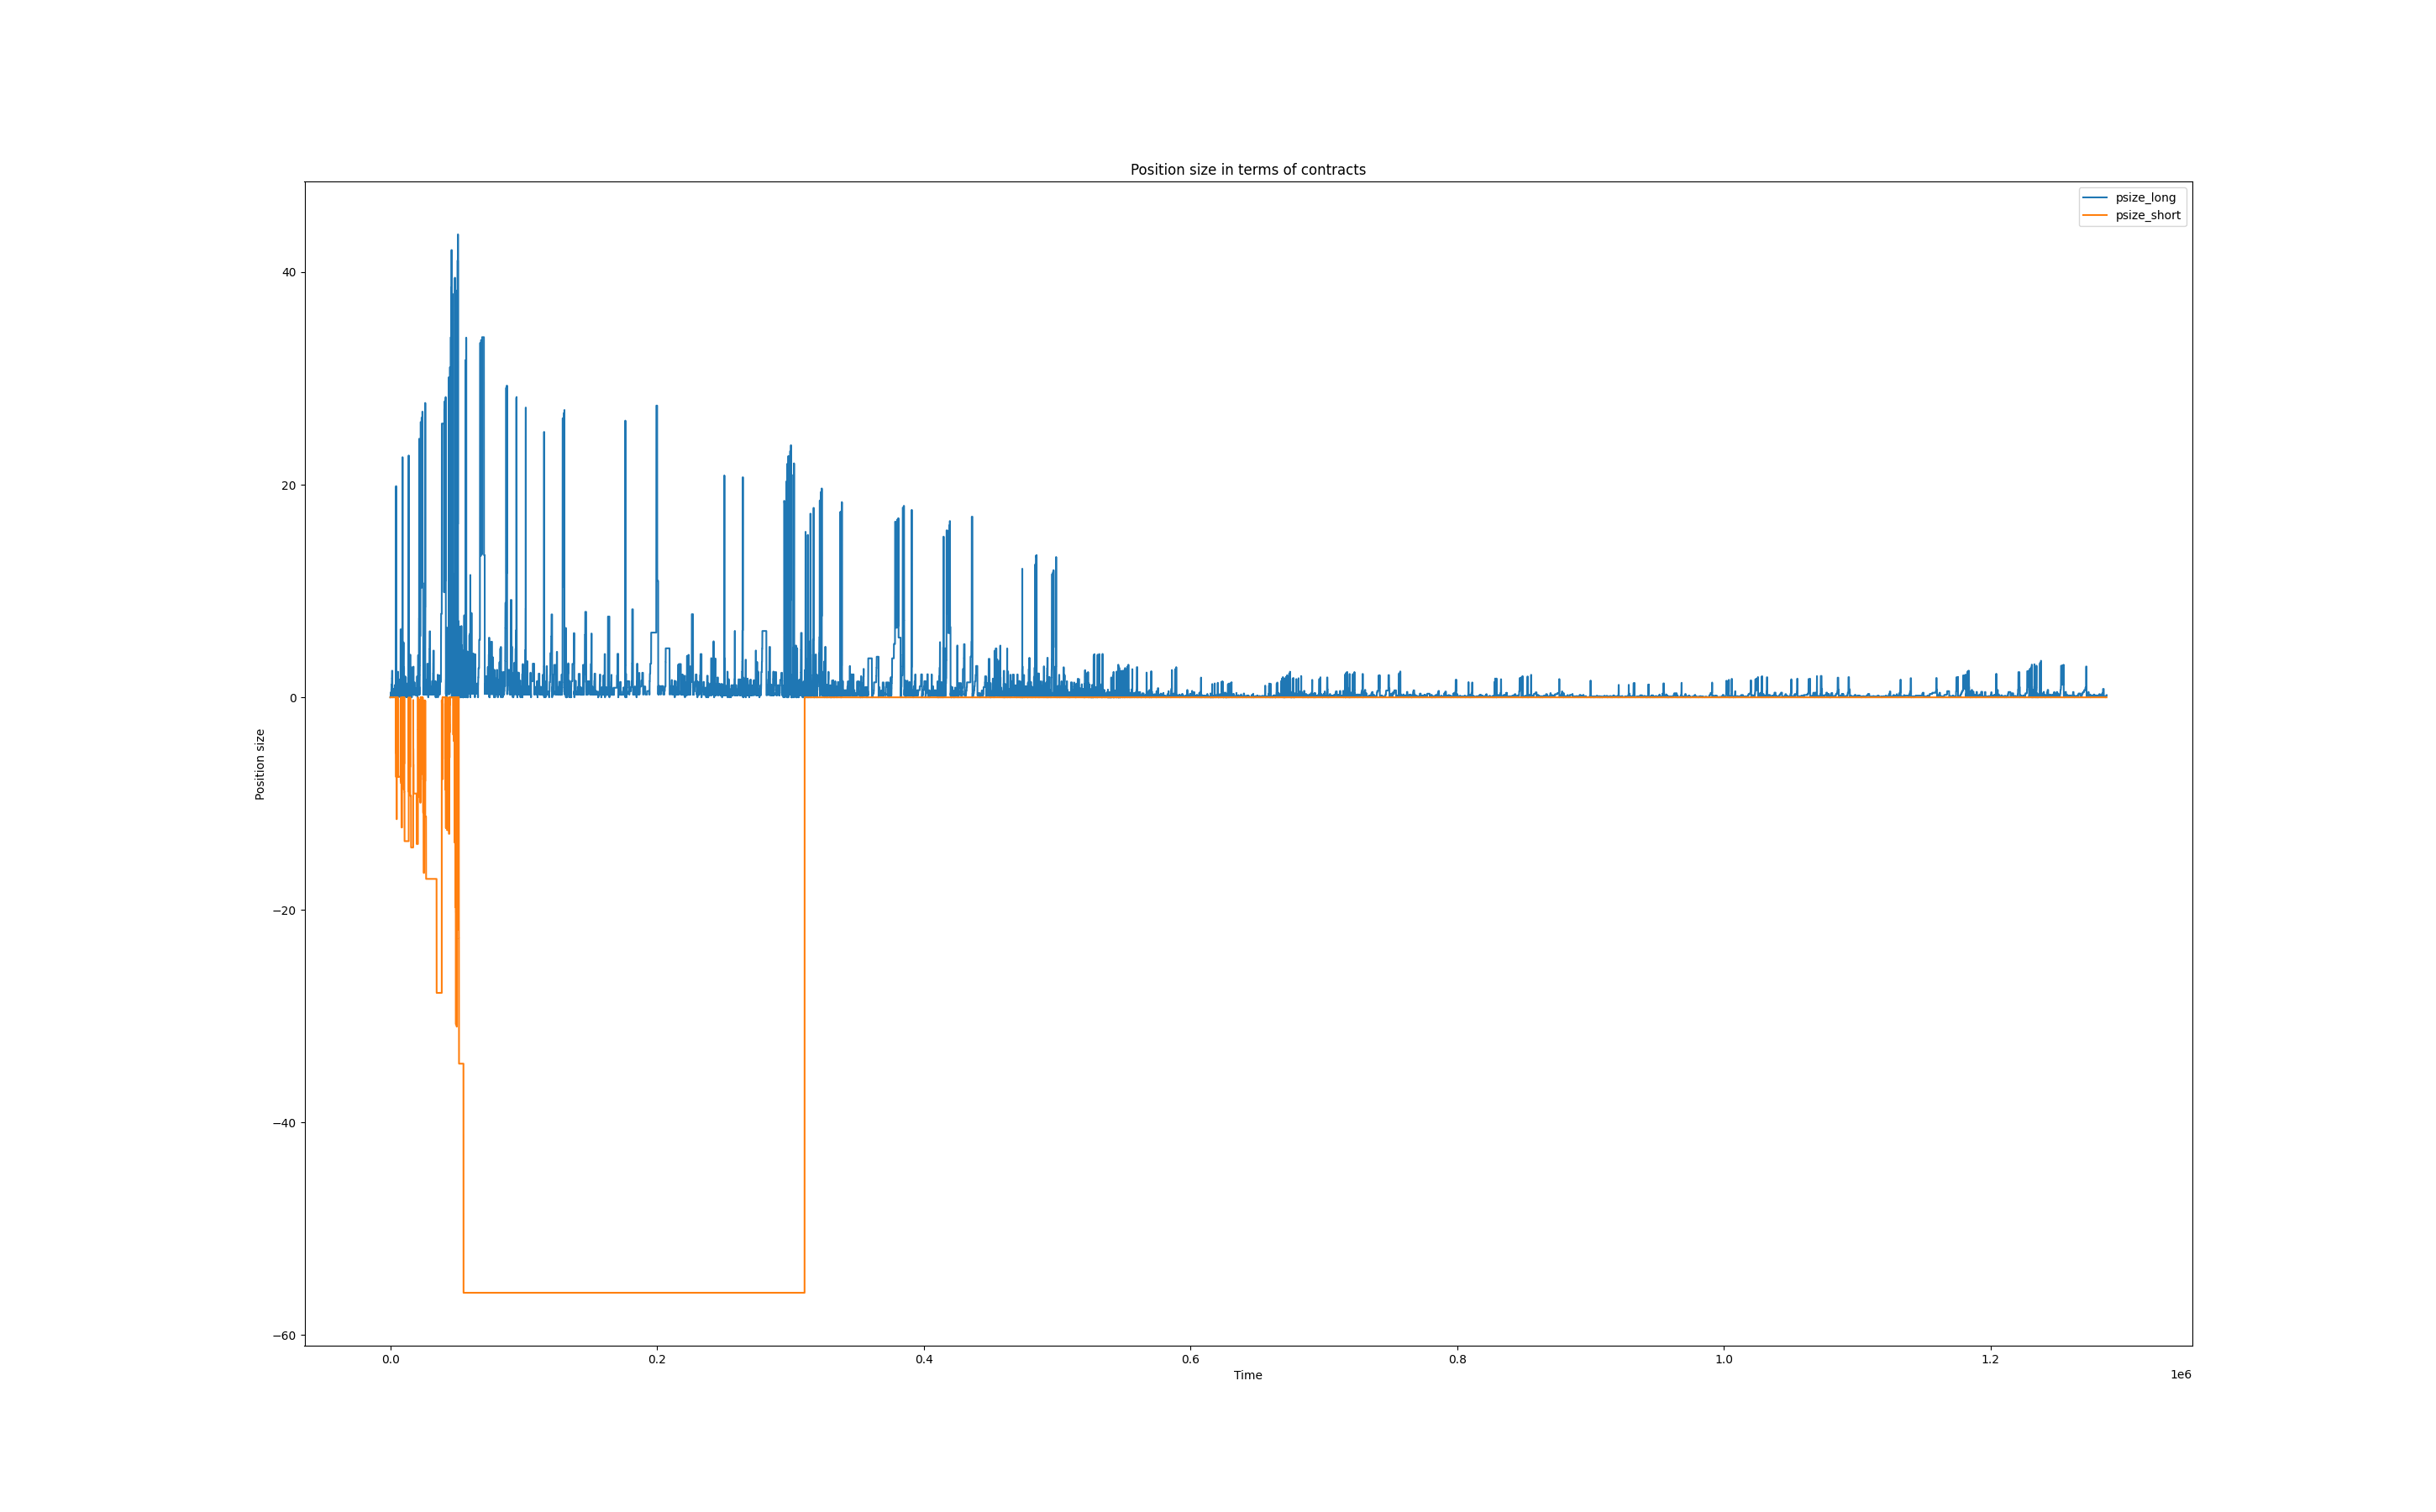 Position size in terms of contracts
psize_long
psize_short
Position size
40
20
0
−20
−40
−60
0.0 0.2 0.4 0.6 0.8 1.0 1.2
1e6
Time